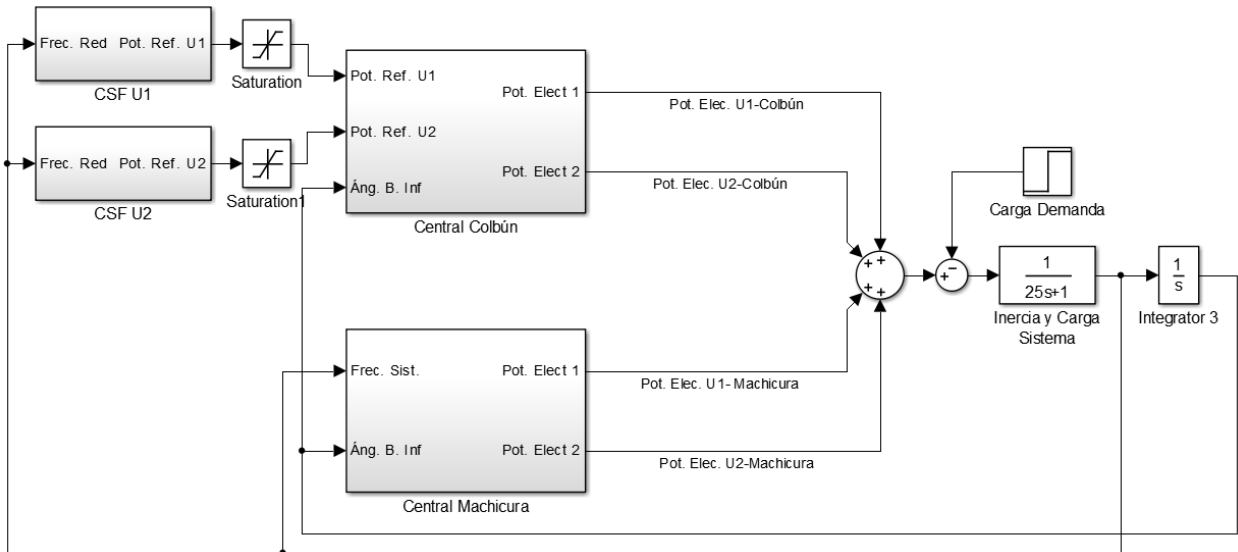 Frec. Red Pot. Ref. U1
CSF U1
Saturation
Frec. Red Pot. Ref. U2
CSF U2
Saturation1
Pot. Ref. U1
Pot. Ref. U2
Áng. B. Inf
Pot. Elect 1
Pot. Elect 2
Central Colbún
Pot. Elec. U1-Colbún
Pot. Elec. U2-Colbún
Carga Demanda
+ +
+
+
+
−
+
1
25s+1
Inercia y Carga
Sistema
1
s
Integrator 3
Frec. Sist.
Áng. B. Inf
Pot. Elect 1
Pot. Elect 2
Central Machicura
Pot. Elec. U1- Machicura
Pot. Elec. U2-Machicura